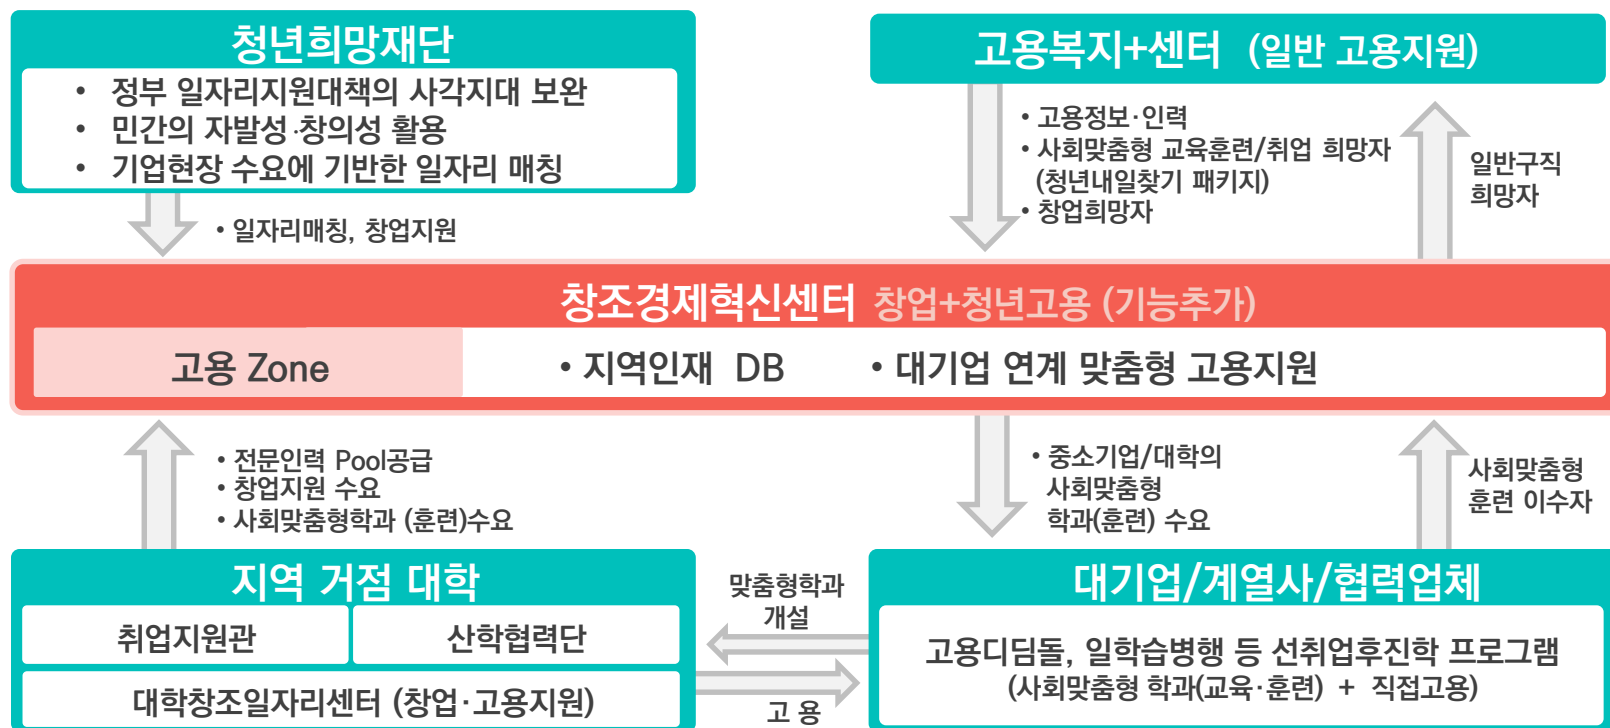 청년희망재단
• 정부 일자리지원대책의 사각지대 보완
• 민간의 자발성·창의성 활용
• 기업현장 수요에 기반한 일자리 매칭
고용복지+센터 (일반 고용지원)
• 일자리매칭, 창업지원
• 고용정보·인력
• 사회맞춤형 교육훈련/취업 희망자
(청년내일찾기 패키지)
• 창업희망자
일반구직
희망자
창조경제혁신센터 창업+청년고용 (기능추가)
고용 Zone
• 지역인재 DB
• 대기업 연계 맞춤형 고용지원
• 전문인력 Pool공급
• 창업지원 수요
• 사회맞춤형학과 (훈련)수요
• 중소기업/대학의
사회맞춤형
학과(훈련) 수요
사회맞춤형
훈련 이수자
지역 거점 대학
취업지원관
산학협력단
대학창조일자리센터 (창업·고용지원)
맞춤형학과
개설
고 용
대기업/계열사/협력업체
고용디딤돌, 일학습병행 등 선취업후진학 프로그램
(사회맞춤형 학과(교육·훈련) + 직접고용)